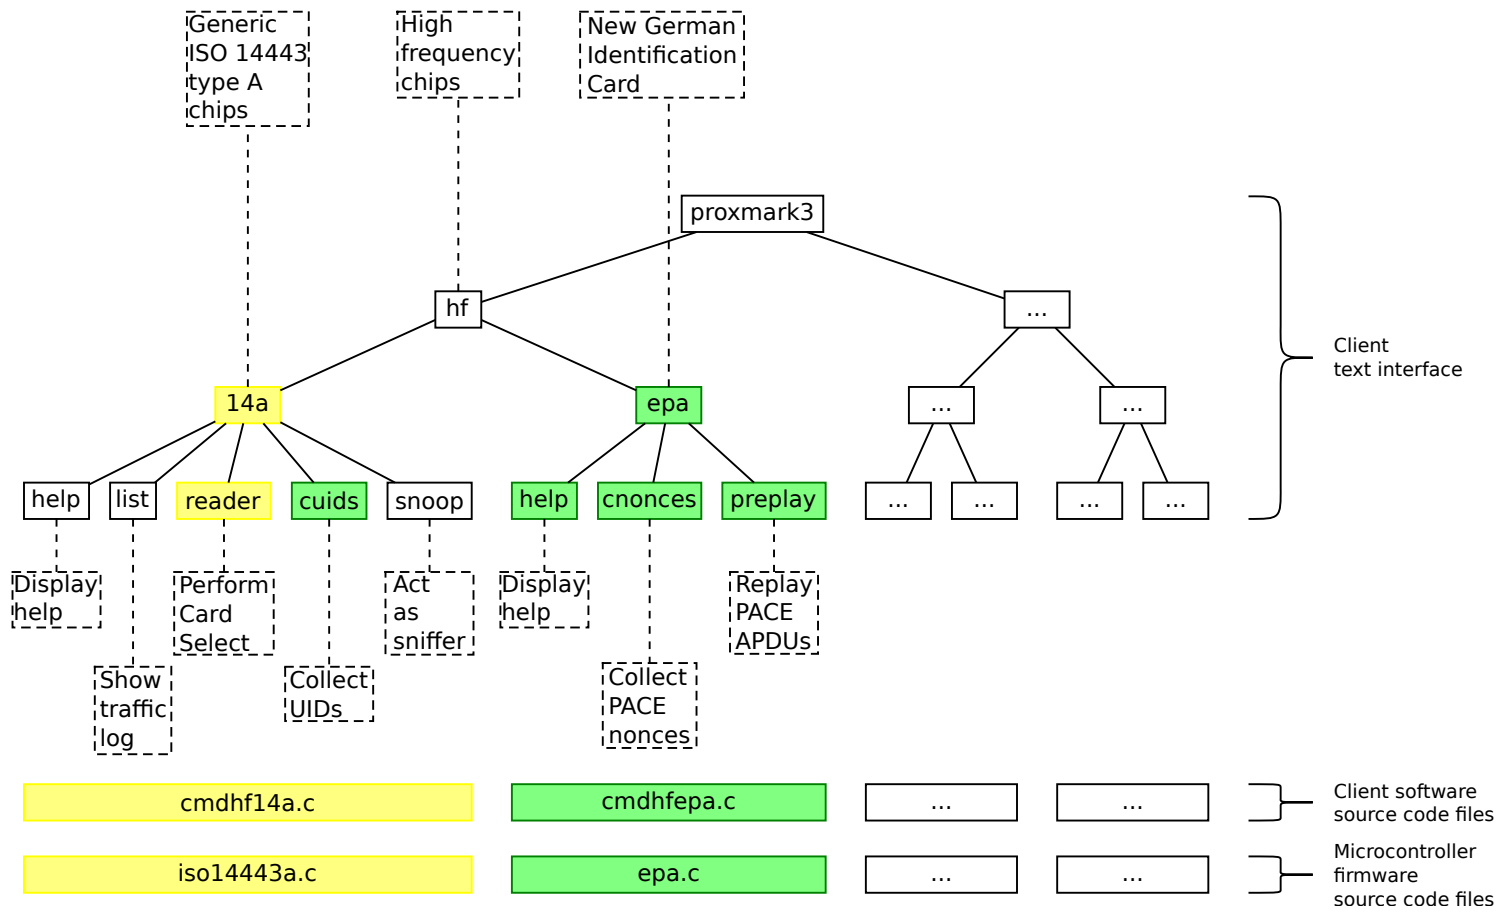 Generic
ISO 14443
type A
chips
High
frequency
chips
New German
Identification
Card
proxmark3
hf
...
14a
epa
...
...
help
list
reader
cuids
snoop
help
cnonces
preplay
...
...
...
...
Client
text interface
Display
help
Show
traffic
log
Perform
Card
Select
Collect
UIDs
Act
as
sniffer
Display
help
Collect
PACE
nonces
Replay
PACE
APDUs
cmdhf14a.c
cmdhfepa.c
...
...
Client software
source code files
iso14443a.c
epa.c
...
...
Microcontroller
firmware
source code files